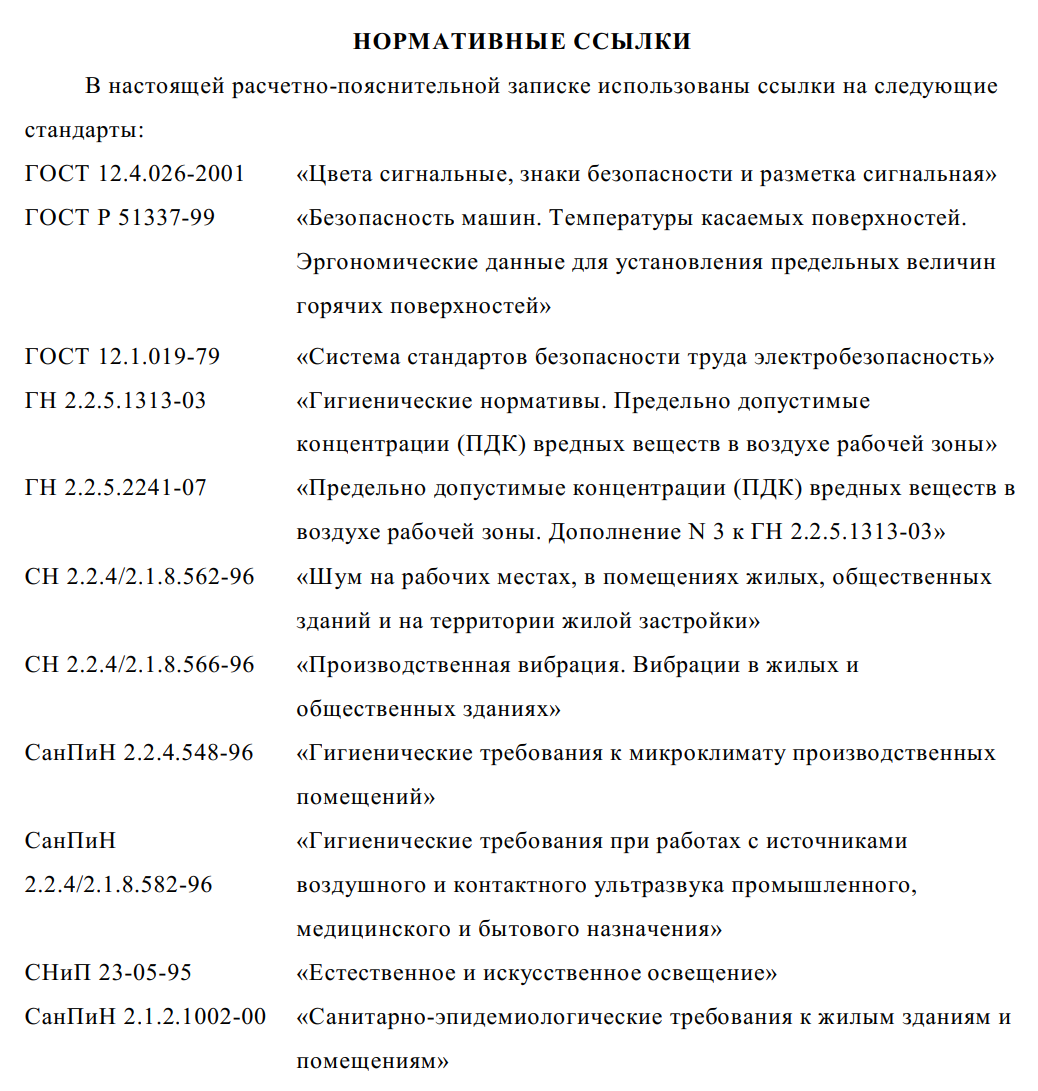 НОРМАТИВНЫЕ ССЫЛКИ
В настоящей расчетно-пояснительной записке использованы ссылки на следующие
стандарты:
ГОСТ 12.4.026-2001 «Цвета сигнальные, знаки безопасности и разметка сигнальная»
ГОСТ Р 51337-99 «Безопасность машин. Температуры касаемых поверхностей.
Эргономические данные для установления предельных величин
горячих поверхностей»
ГОСТ 12.1.019-79 «Система стандартов безопасности труда электробезопасность»
ГН 2.2.5.1313-03 «Гигиенические нормативы. Предельно допустимые
концентрации (ПДК) вредных веществ в воздухе рабочей зоны»
ГН 2.2.5.2241-07 «Предельно допустимые концентрации (ПДК) вредных веществ в
воздухе рабочей зоны. Дополнение N 3 к ГН 2.2.5.1313-03»
СН 2.2.4/2.1.8.562-96 «Шум на рабочих местах, в помещениях жилых, общественных
зданий и на территории жилой застройки»
СН 2.2.4/2.1.8.566-96 «Производственная вибрация. Вибрации в жилых и
общественных зданиях»
СанПиН 2.2.4.548-96 «Гигиенические требования к микроклимату производственных
помещений»
СанПиН «Гигиенические требования при работах с источниками
2.2.4/2.1.8.582-96 воздушного и контактного ультразвука промышленного,
медицинского и бытового назначения»
СНиП 23-05-95 «Естественное и искусственное освещение»
СанПиН 2.1.2.1002-00 «Санитарно-эпидемиологические требования к жилым зданиям и
помещениям»